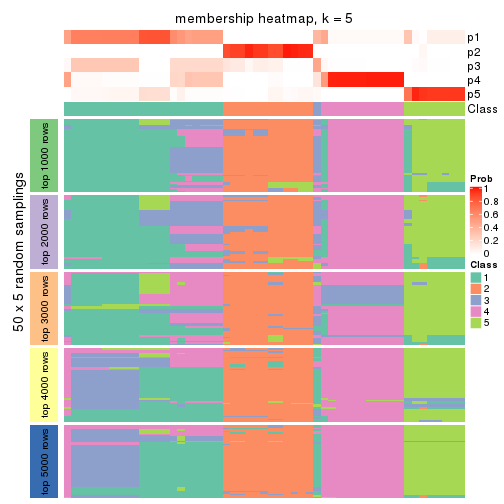 membership heatmap, k = 5
p1
p2
p3
p4
p5
Class
50 x 5 random samplings
top 1000 rows
top 2000 rows
top 3000 rows
top 4000 rows
top 5000 rows
Prob
1
0.8
0.6
0.4
0.2
0
Class
1
2
3
4
5